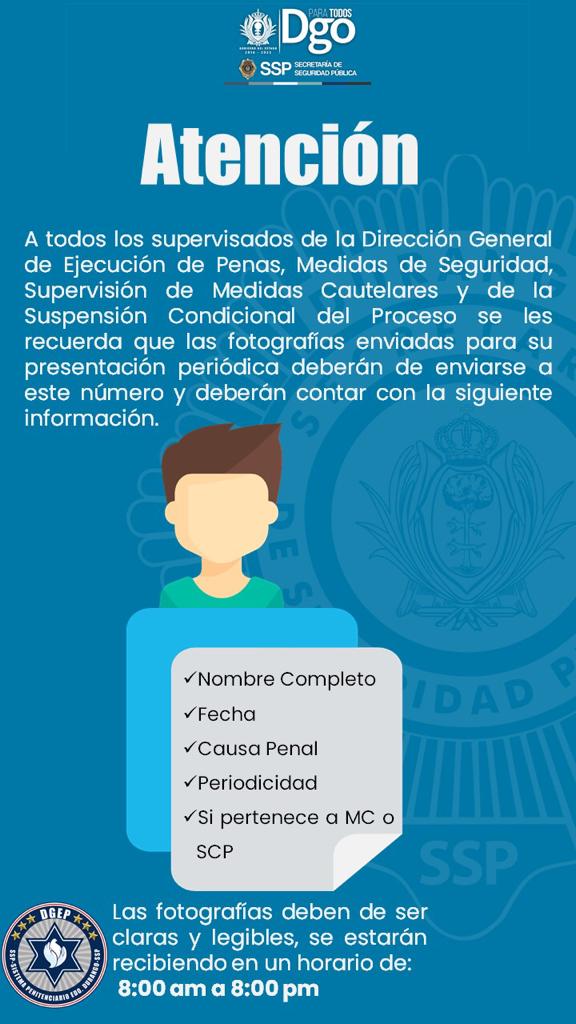 PARA TODOS
Dgo
GOBIERNO DEL ESTADO
2016 - 2022
SSP SECRETARÍA DE
SEGURIDAD PÚBLICA
Atención
A todos los supervisados de la Dirección General
de Ejecución de Penas, Medidas de Seguridad,
Supervisión de Medidas Cautelares y de la
Suspensión Condicional del Proceso se les
recuerda que las fotografías enviadas para su
presentación periódica deberán de enviarse a
este número y deberán contar con la siguiente
información.
✓Nombre Completo
✓Fecha
✓Causa Penal
✓Periodicidad
✓Si pertenece a MC o
SCP
SSP
Las fotografías deben de ser
claras y legibles, se estarán
recibiendo en un horario de:
8:00 am a 8:00 pm
DGEP
SSP-SISTEMA PENITENCIARIO EDO. DURANGO-SSP